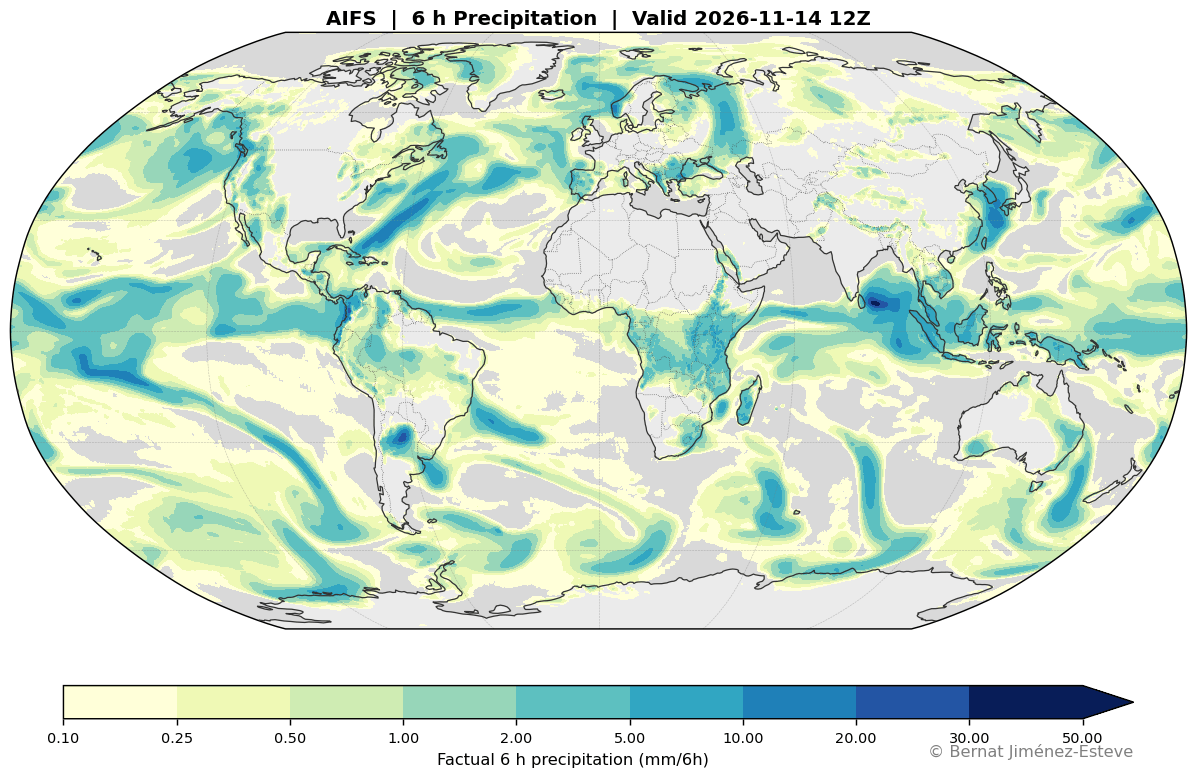 AIFS | 6 h Precipitation | Valid 2026-11-14 12Z
0.10 0.25 0.50 1.00 2.00 5.00 10.00 20.00 30.00 50.00
Factual 6 h precipitation (mm/6h)
© Bernat Jiménez-Esteve